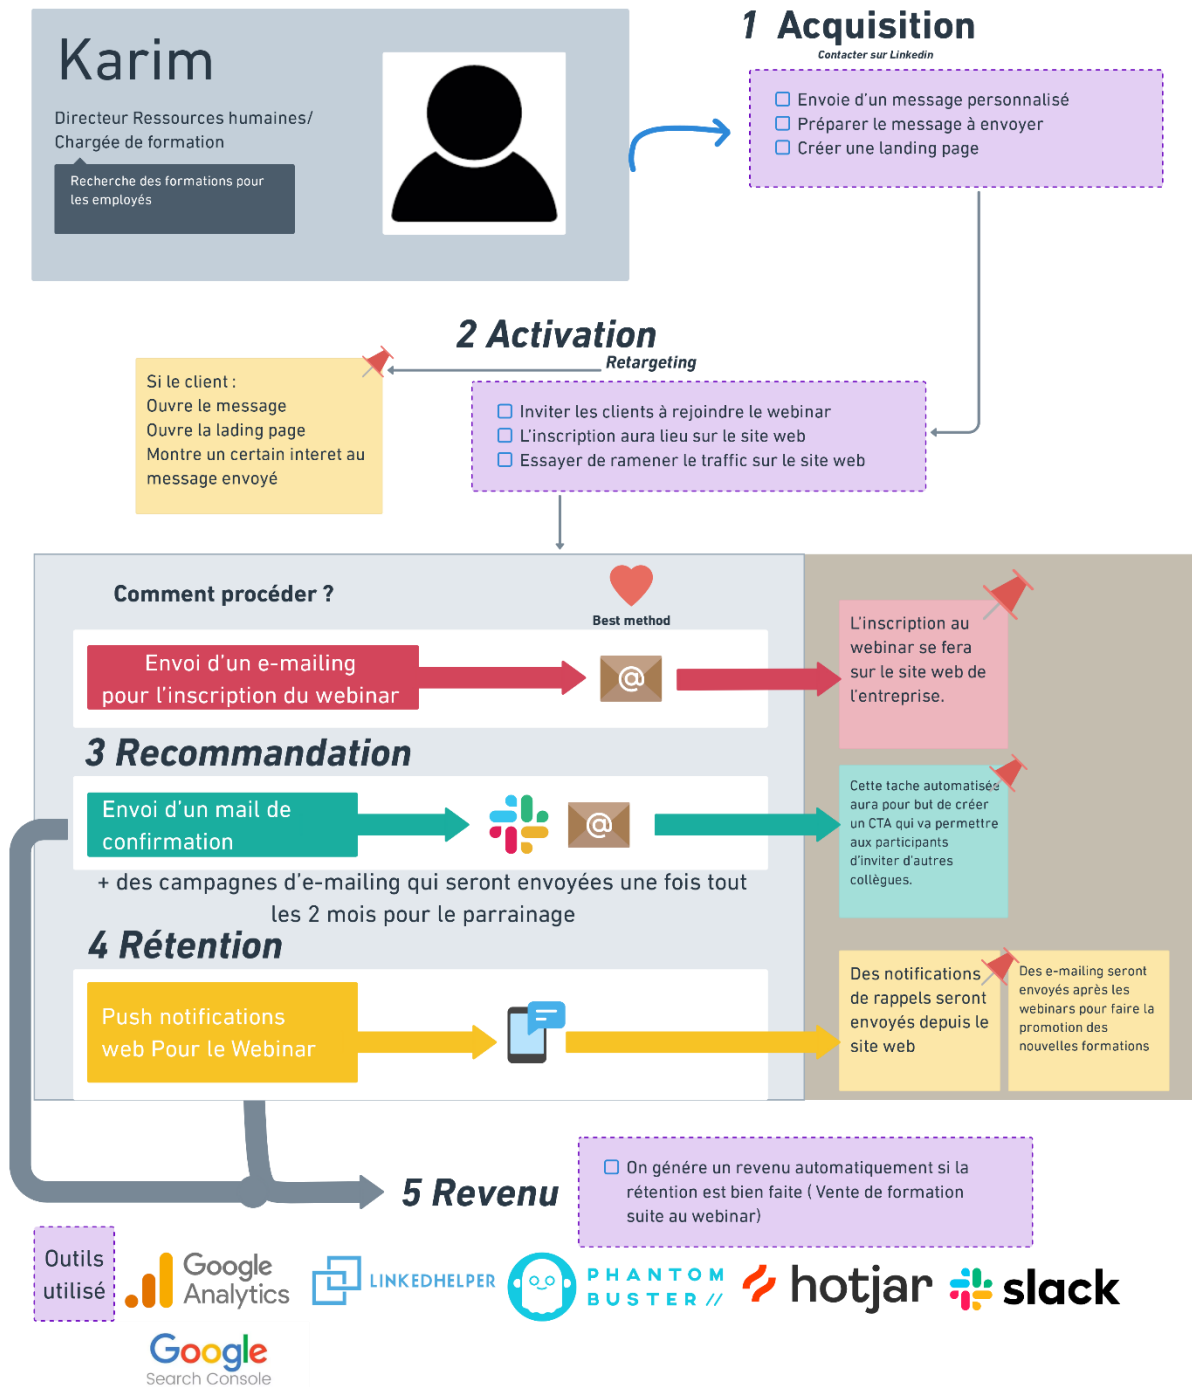 Karim
Directeur Ressources humaines/
Chargée de formation
Recherche des formations pour
les employés
1 Acquisition
Contacter sur Linkedin
Envoie d'un message personnalisé
Préparer le message à envoyer
Créer une landing page
2 Activation
Retargeting
Si le client :
Ouvre le message
Ouvre la lading page
Montre un certain interet au
message envoyé
Inviter les clients à rejoindre le webinar
L'inscription aura lieu sur le site web
Essayer de ramener le traffic sur le site web
Comment procéder ?
Best method
Envoi d'un e-mailing
pour l'inscription du webinar
@
L'inscription au
webinar se fera
sur le site web de
l'entreprise.
3 Recommandation
Envoi d'un mail de
confirmation
@
Cette tache automatisée
aura pour but de créer
un CTA qui va permettre
aux participants
d'inviter d'autres
collègues.
+ des campagnes d'e-mailing qui seront envoyées une fois tout
les 2 mois pour le parrainage
4 Rétention
Push notifications
web Pour le Webinar
Des notifications
de rappels seront
envoyés depuis le
site web
Des e-mailing seront
envoyés après les
webinars pour faire la
promotion des
nouvelles formations
5 Revenu
On génére un revenu automatiquement si la
rétention est bien faite ( Vente de formation
suite au webinar)
Outils
utilisé
Google
Analytics
LINKEDHELPER
PHANTOM
BUSTER //
hotjar
slack
Google
Search Console